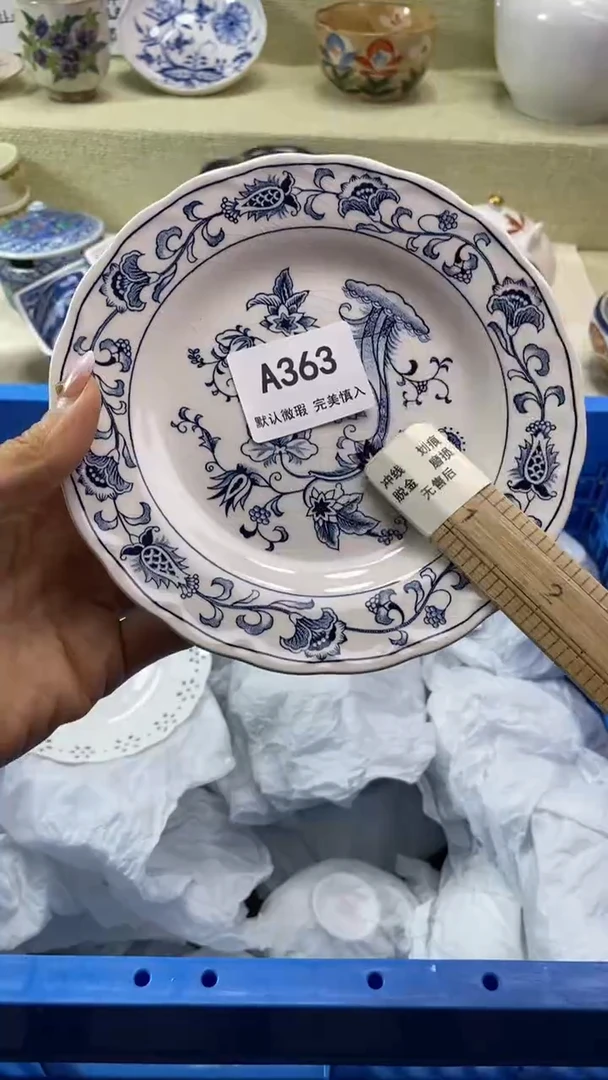 A363
默认微瑕 完美慎入
冲线 划痕
脱金 磨损
无售后
2